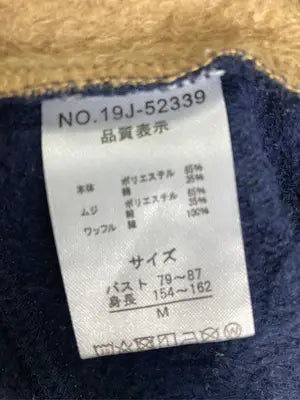 NO.19J-52339
品質表示
本体 ポリエステル 65%
綿 35%
ムジ ポリエステル 65%
綿 35%
ワッフル 綿 100%
サイズ
バスト 79～87
身長 154～162
M